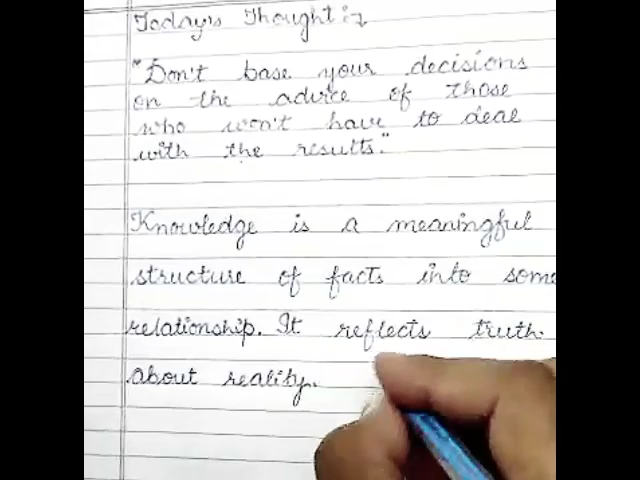 Today's Thought is
"Don't base your decisions
on the advice of those
who won't have to deal
with the results."
Knowledge is a meaningful
structure of facts into some
relationship. It reflects truth
about reality.